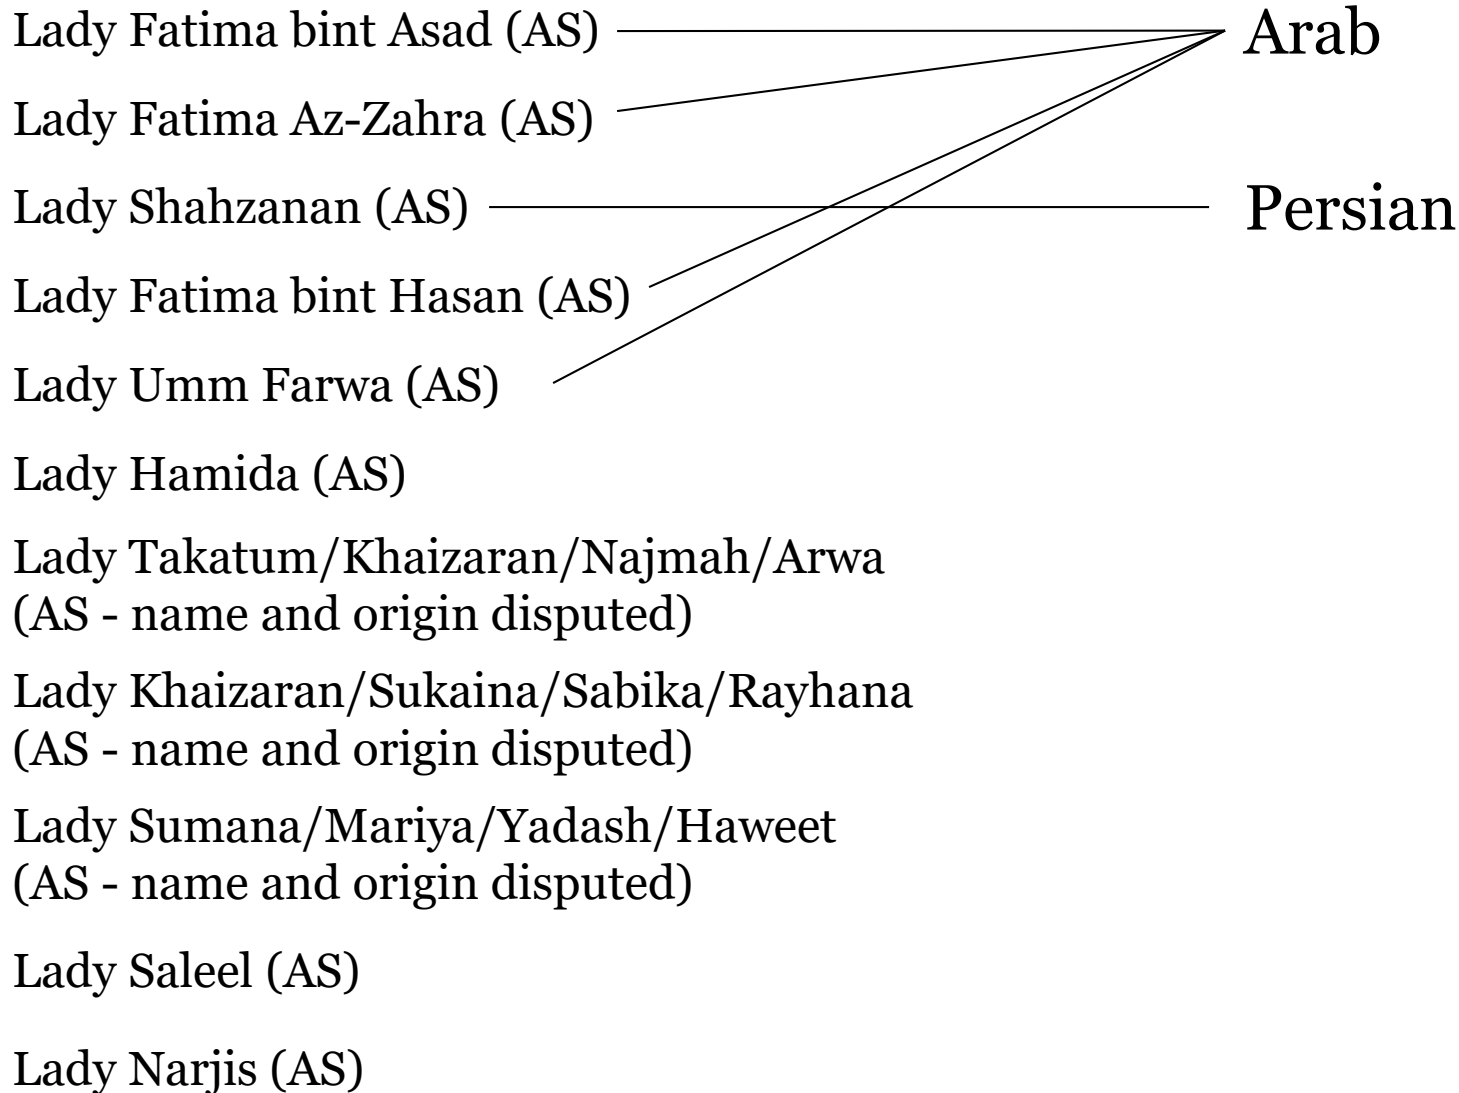 Lady Fatima bint Asad (AS)
Arab
Lady Fatima Az-Zahra (AS)
Lady Shahzanan (AS)
Persian
Lady Fatima bint Hasan (AS)
Lady Umm Farwa (AS)
Lady Hamida (AS)
Lady Takatum/Khaizaran/Najmah/Arwa
(AS - name and origin disputed)
Lady Khaizaran/Sukaina/Sabika/Rayhana
(AS - name and origin disputed)
Lady Sumana/Mariya/Yadash/Haweet
(AS - name and origin disputed)
Lady Saleel (AS)
Lady Narjis (AS)